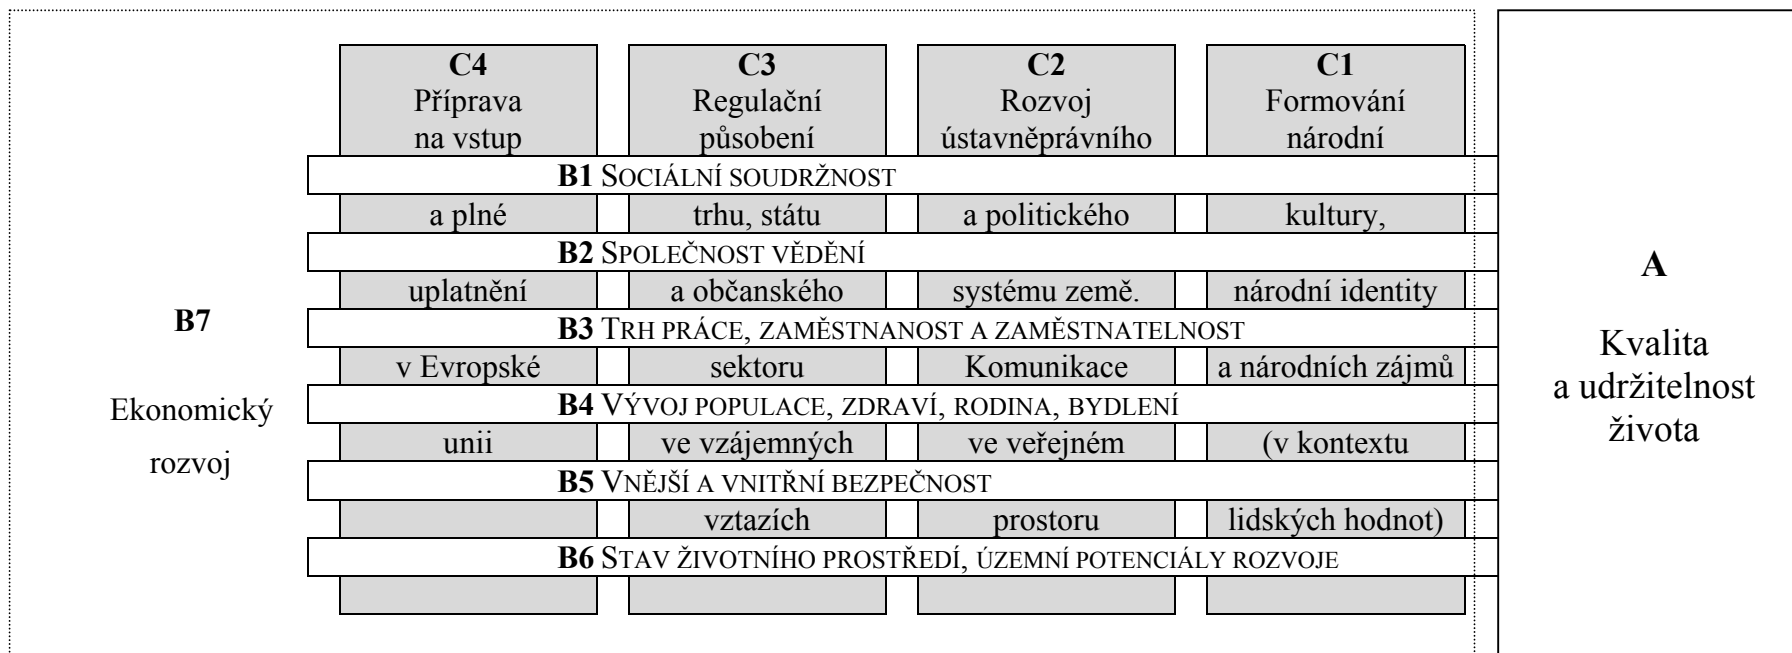 C4
Příprava
na vstup
a plné
uplatnění
v Evropské
unii
C3
Regulační
působení
trhu, státu
a občanského
sektoru
ve vzájemných
vztazích
C2
Rozvoj
ústavněprávního
a politického
systému země.
Komunikace
ve veřejném
prostoru
C1
Formování
národní
kultury,
národní identity
a národních zájmů
(v kontextu
lidských hodnot)
B1 SOCIÁLNÍ SOUDRŽNOST
B2 SPOLEČNOST VĚDĚNÍ
B3 TRH PRÁCE, ZAMĚSTNANOST A ZAMĚSTNATELNOST
B4 VÝVOJ POPULACE, ZDRAVÍ, RODINA, BYDLENÍ
B5 VNĚJŠÍ A VNITŘNÍ BEZPEČNOST
B6 STAV ŽIVOTNÍHO PROSTŘEDÍ, ÚZEMNÍ POTENCIÁLY ROZVOJE
B7
Ekonomický
rozvoj
A
Kvalita
a udržitelnost
života